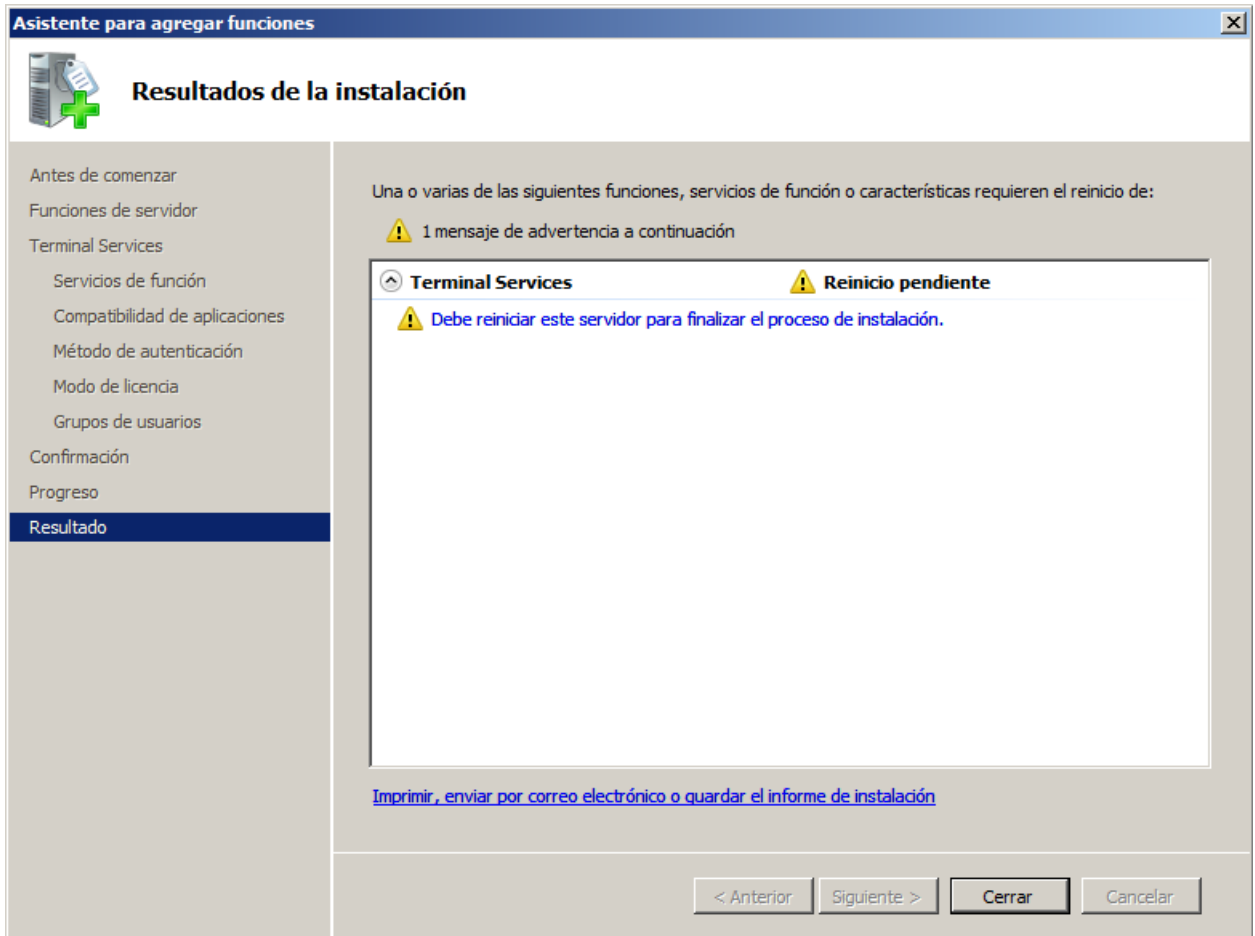 Asistente para agregar funciones
Resultados de la instalación
Antes de comenzar
Funciones de servidor
Terminal Services
Servicios de función
Compatibilidad de aplicaciones
Método de autenticación
Modo de licencia
Grupos de usuarios
Confirmación
Progreso
Resultado
Una o varias de las siguientes funciones, servicios de función o características requieren el reinicio de:
1 mensaje de advertencia a continuación
Terminal Services Reinicio pendiente
Debe reiniciar este servidor para finalizar el proceso de instalación.
Imprimir, enviar por correo electrónico o guardar el informe de instalación
< Anterior Siguiente > Cerrar Cancelar